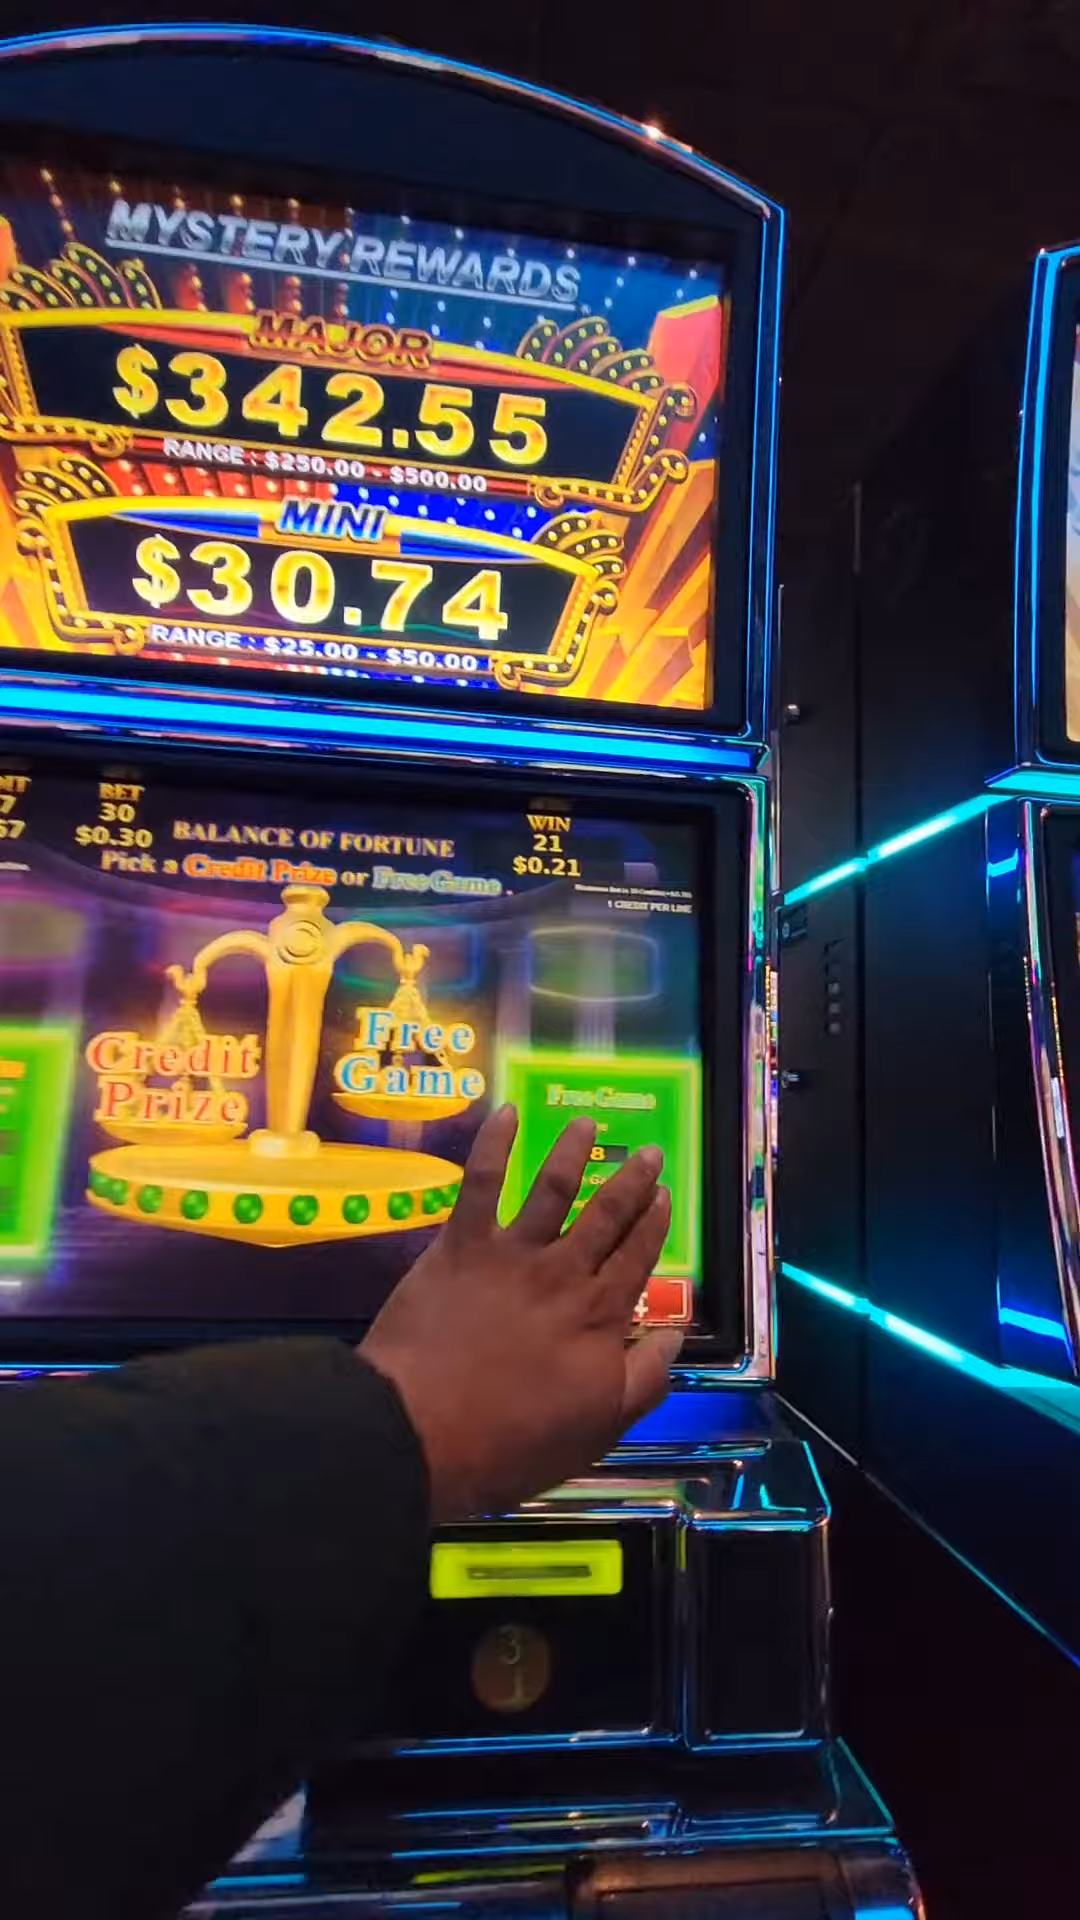 MYSTERY REWARDS
MAJOR
$342.55
RANGE : $250.00 - $500.00
MINI
$30.74
RANGE : $25.00 - $50.00
BET
30
$0.30
BALANCE OF FORTUNE
Pick a Credit Prize or Free Game .
WIN
21
$0.21
1 CREDIT PER LINE
Credit
Prize
Free
Game
Free Game
8